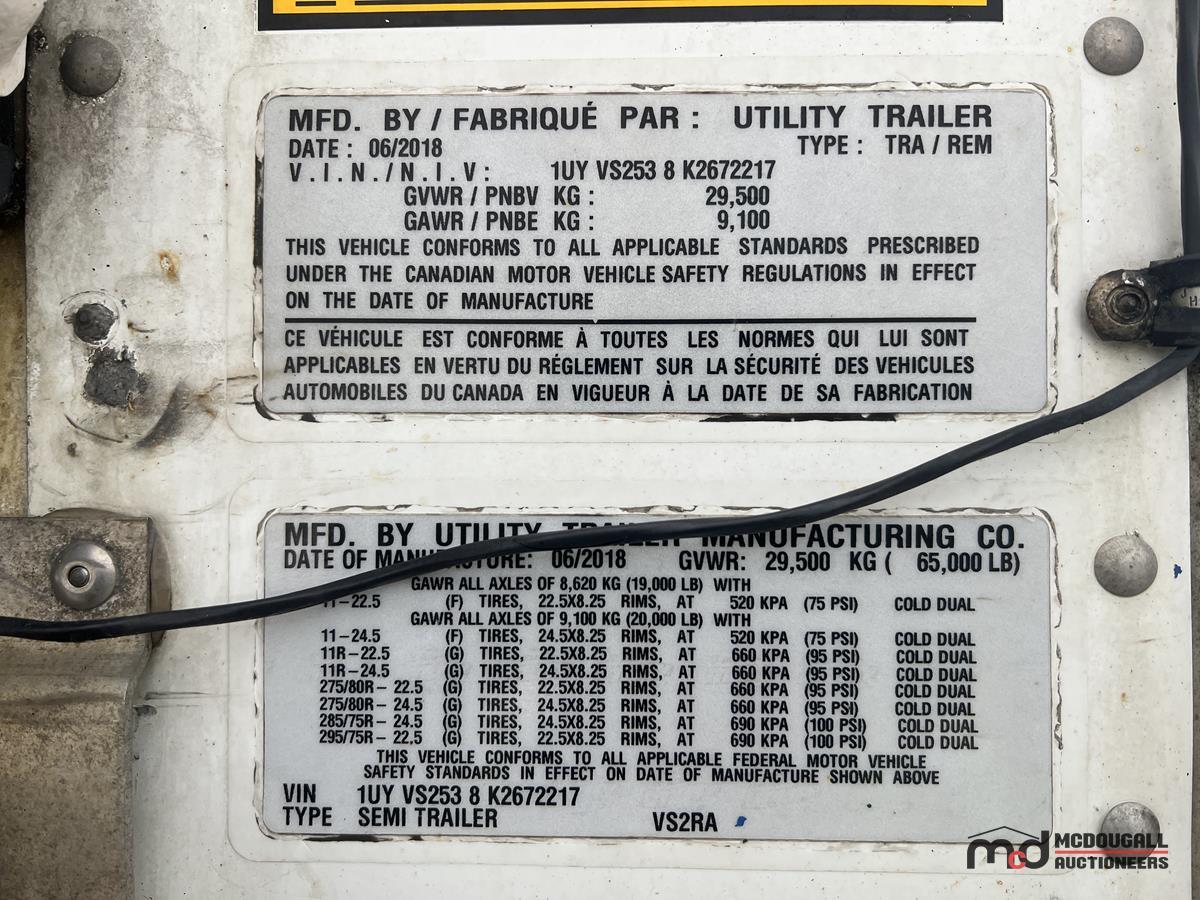 MFD. BY / FABRIQUÉ PAR : UTILITY TRAILER
DATE : 06/2018 TYPE : TRA / REM
V.I.N./N.I.V: 1UY VS253 8 K2672217
GVWR / PNBV KG : 29,500
GAWR / PNBE KG : 9,100
THIS VEHICLE CONFORMS TO ALL APPLICABLE STANDARDS PRESCRIBED
UNDER THE CANADIAN MOTOR VEHICLE SAFETY REGULATIONS IN EFFECT
ON THE DATE OF MANUFACTURE
CE VÉHICULE EST CONFORME À TOUTES LES NORMES QUI LUI SONT
APPLICABLES EN VERTU DU RÉGLEMENT SUR LA SÉCURITÉ DES VEHICULES
AUTOMOBILES DU CANADA EN VIGUEUR À LA DATE DE SA FABRICATION
MFD. BY UTILITY TRAILER MANUFACTURING CO.
DATE OF MANUFACTURE: 06/2018 GVWR: 29,500 KG ( 65,000 LB)
GAWR ALL AXLES OF 8,620 KG (19,000 LB) WITH
11-22.5 (F) TIRES, 22.5X8.25 RIMS, AT 520 KPA (75 PSI) COLD DUAL
GAWR ALL AXLES OF 9,100 KG (20,000 LB) WITH
11-24.5 (F) TIRES, 24.5X8.25 RIMS, AT 520 KPA (75 PSI) COLD DUAL
11R-22.5 (G) TIRES, 22.5X8.25 RIMS, AT 660 KPA (95 PSI) COLD DUAL
11R-24.5 (G) TIRES, 24.5X8.25 RIMS, AT 660 KPA (95 PSI) COLD DUAL
275/80R- 22.5 (G) TIRES, 22.5X8.25 RIMS, AT 660 KPA (95 PSI) COLD DUAL
275/80R- 24.5 (G) TIRES, 24.5X8.25 RIMS, AT 660 KPA (95 PSI) COLD DUAL
285/75R- 24.5 (G) TIRES, 24.5X8.25 RIMS, AT 690 KPA (100 PSI) COLD DUAL
295/75R- 22,5 (G) TIRES, 22.5X8.25 RIMS, AT 690 KPA (100 PSI) COLD DUAL
THIS VEHICLE CONFORMS TO ALL APPLICABLE FEDERAL MOTOR VEHICLE
SAFETY STANDARDS IN EFFECT ON DATE OF MANUFACTURE SHOWN ABOVE
VIN 1UY VS253 8 K2672217
TYPE SEMI TRAILER VS2RA
mcd MCDOUGALL
AUCTIONEERS